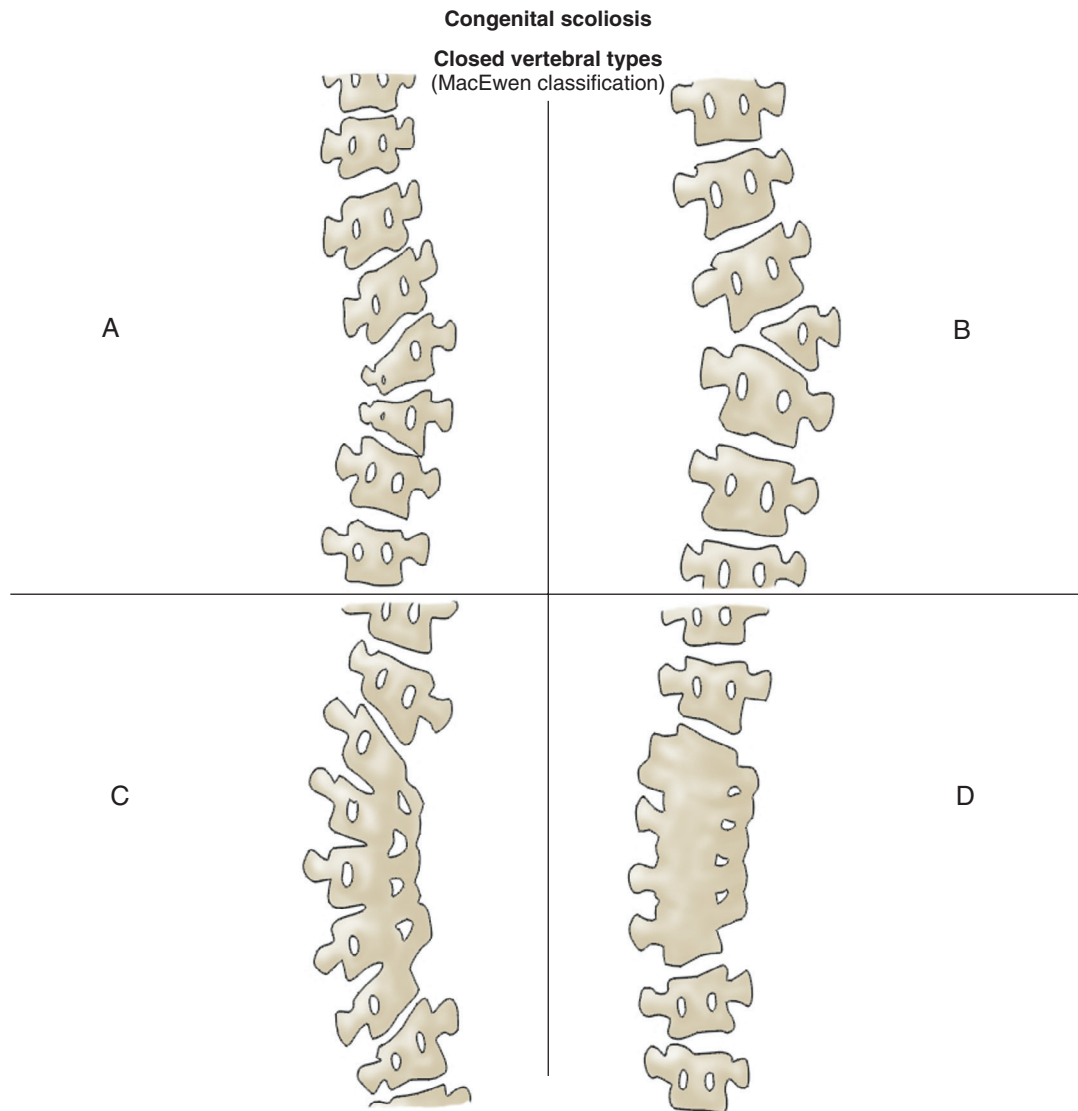 Congenital scoliosis
Closed vertebral types
(MacEwen classification)
A
B
C
D